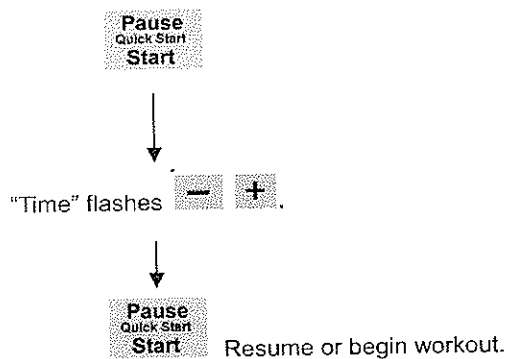 Pause
Quick Start
Start
"Time" flashes − + .
Pause
Quick Start
Start Resume or begin workout.